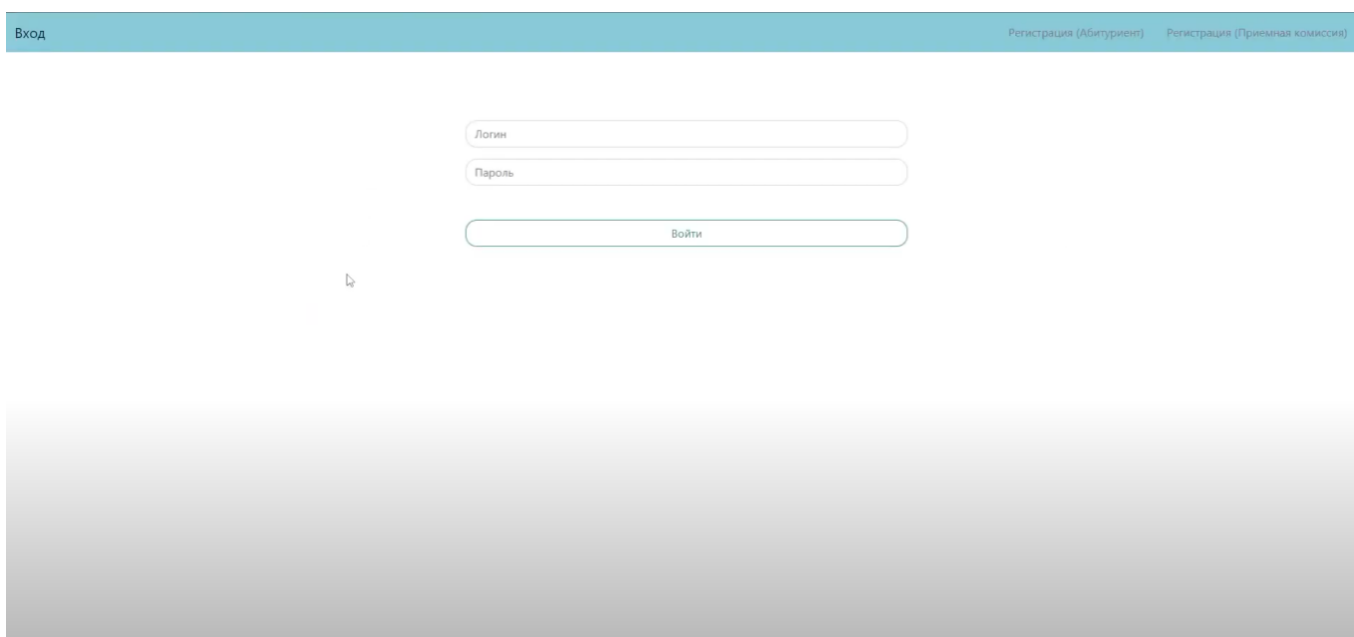 Вход Регистрация (Абитуриент) Регистрация (Приемная комиссия)
Логин
Пароль
Войти